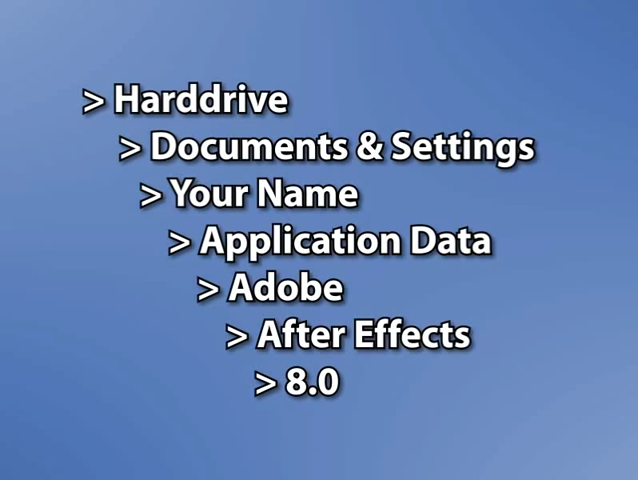 > Harddrive
> Documents & Settings
> Your Name
> Application Data
> Adobe
> After Effects
> 8.0